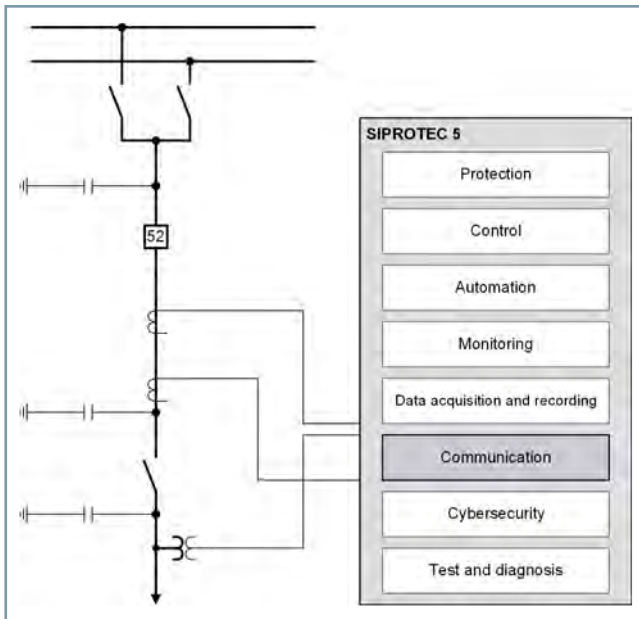 SIPROTEC 5
Protection
Control
52
Automation
Monitoring
Data acquisition and recording
Communication
Cybersecurity
Test and diagnosis